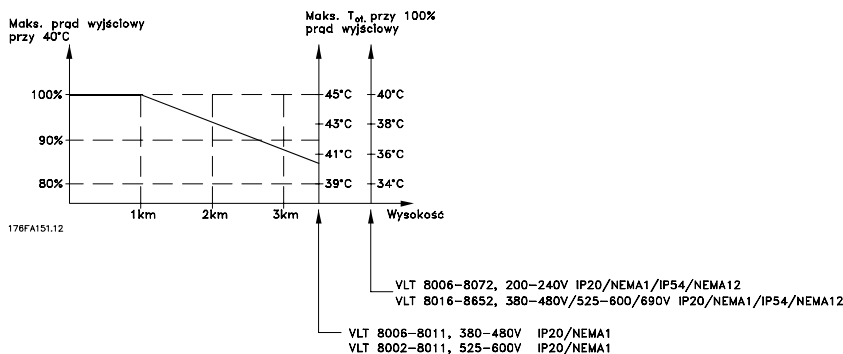 Maks. prąd wyjściowy
przy 40°C
Maks. Tot. przy 100%
prąd wyjściowy
100%
90%
80%
45°C
43°C
41°C
39°C
40°C
38°C
36°C
34°C
1km
2km
3km
Wysokość
176FA151.12
VLT 8006-8072, 200-240V IP20/NEMA1/IP54/NEMA12
VLT 8016-8652, 380-480V/525-600/690V IP20/NEMA1/IP54/NEMA12
VLT 8006-8011, 380-480V IP20/NEMA1
VLT 8002-8011, 525-600V IP20/NEMA1